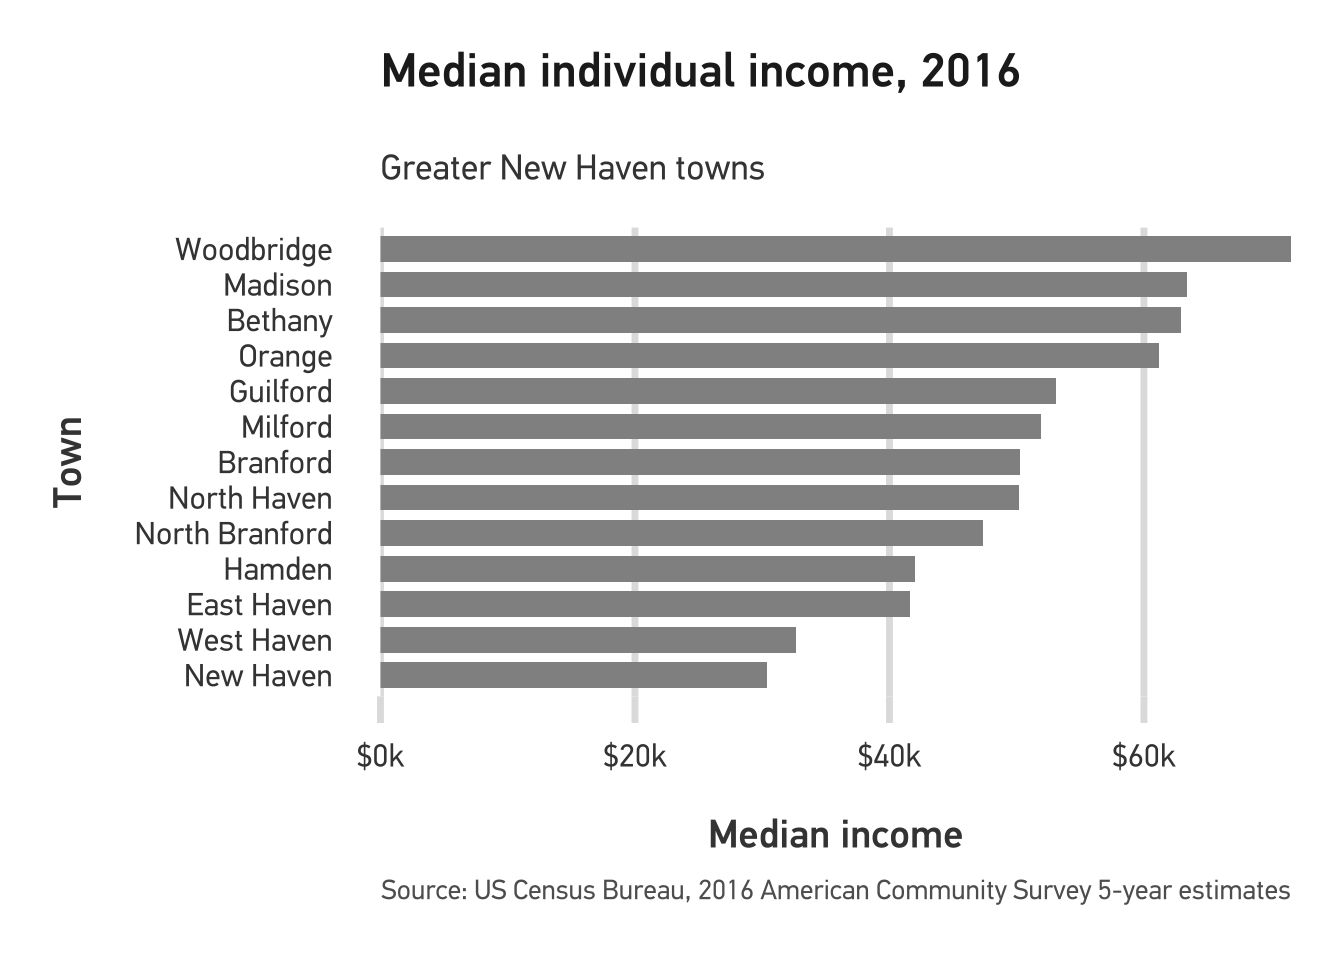 Median individual income, 2016
Greater New Haven towns
Town
Woodbridge
Madison
Bethany
Orange
Guilford
Milford
Branford
North Haven
North Branford
Hamden
East Haven
West Haven
New Haven
$0k $20k $40k $60k
Median income
Source: US Census Bureau, 2016 American Community Survey 5-year estimates